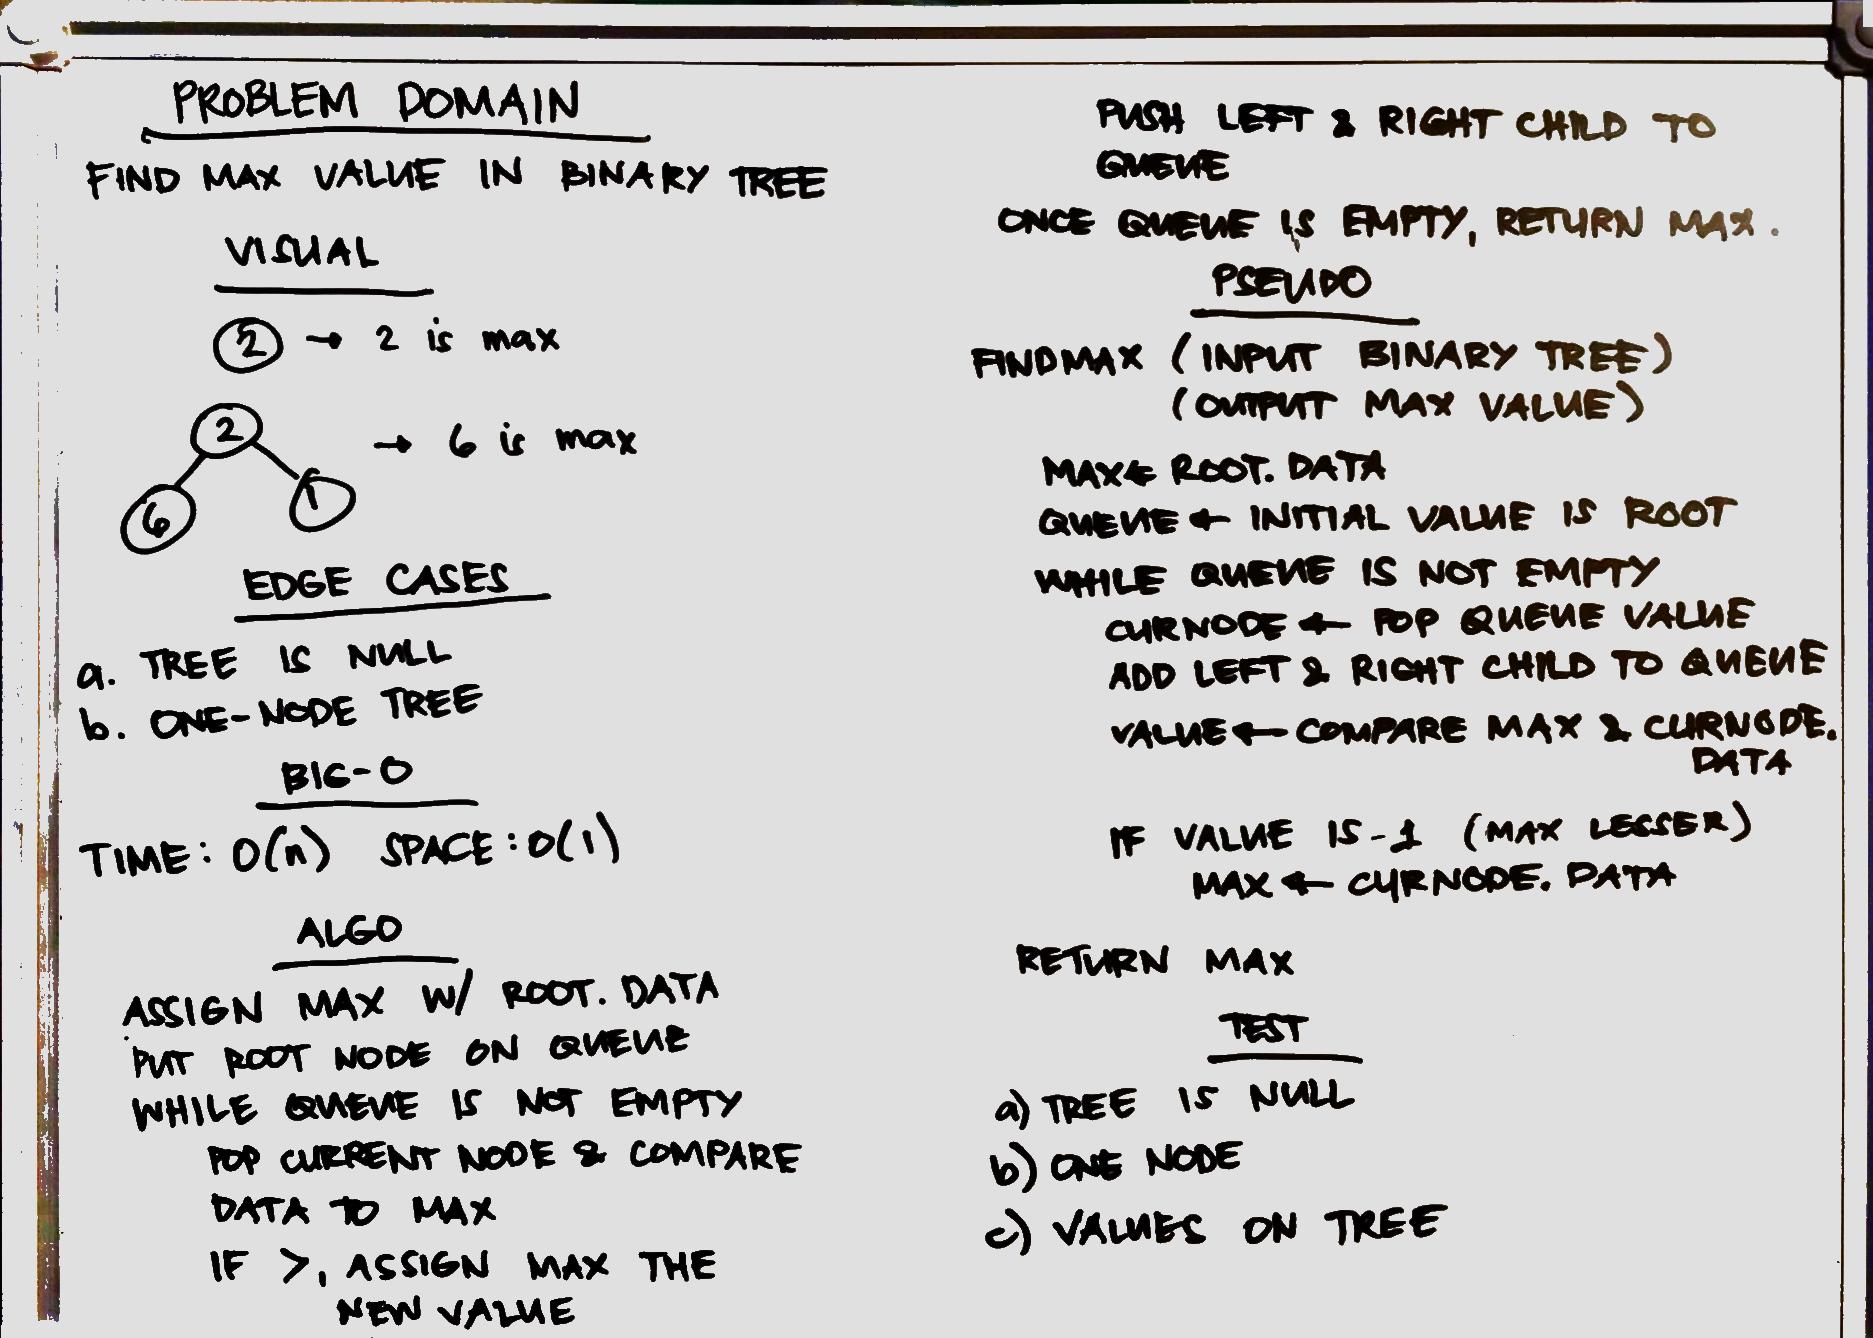 PROBLEM DOMAIN
FIND MAX VALUE IN BINARY TREE
VISUAL
2 → 2 is max
2
→ 6 is max
6 1
EDGE CASES
a. TREE IS NULL
b. ONE-NODE TREE
BIG-O
TIME: O(n) SPACE: O(1)
ALGO
ASSIGN MAX W/ ROOT. DATA
PUT ROOT NODE ON QUEUE
WHILE QUEUE IS NOT EMPTY
POP CURRENT NODE & COMPARE
DATA TO MAX
IF >, ASSIGN MAX THE
NEW VALUE
PUSH LEFT & RIGHT CHILD TO
QUEUE
ONCE QUEUE IS EMPTY, RETURN MAX.
PSEUDO
FINDMAX (INPUT BINARY TREE)
(OUTPUT MAX VALUE)
MAX ← ROOT. DATA
QUEUE ← INITIAL VALUE IS ROOT
WHILE QUEUE IS NOT EMPTY
CURNODE ← POP QUEUE VALUE
ADD LEFT & RIGHT CHILD TO QUEUE
VALUE ← COMPARE MAX & CURNODE.
DATA
IF VALUE IS -1 (MAX LESSER)
MAX ← CURNODE. DATA
RETURN MAX
TEST
a) TREE IS NULL
b) ONE NODE
c) VALUES ON TREE